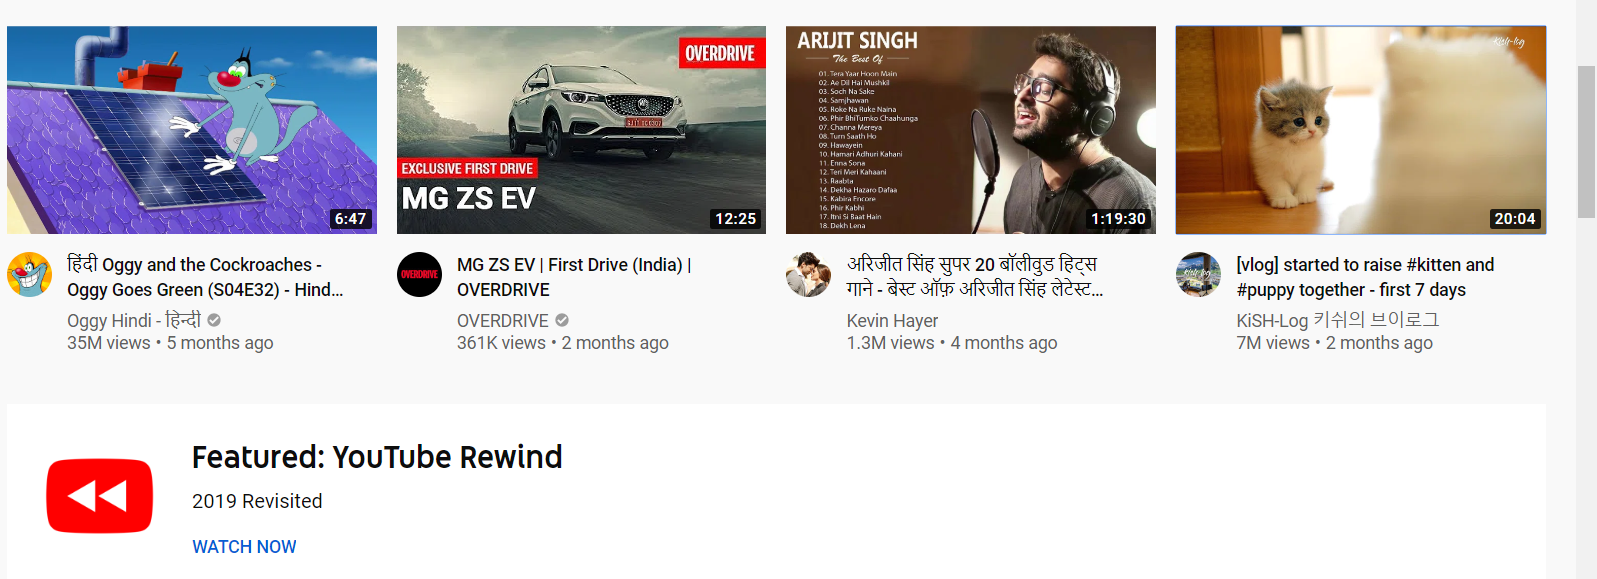 OVERDRIVE
EXCLUSIVE FIRST DRIVE
MG ZS EV
ARIJIT SINGH
The Best Of
01. Tera Yaar Hoon Main
02. Ae Dil Hai Mushkil
03. Soch Na Sake
04. Samjhawan
05. Roke Na Ruke Naina
06. Phir BhiTumko Chaahunga
07. Channa Mereya
08. Turn Saath Ho
09. Hawayein
10. Hamari Adhuri Kahani
11. Enna Sona
12. Teri Meri Kahaani
13. Raabta
14. Dekha Hazaro Dafaa
15. Kabira Encore
16. Phir Kabhi
17. Itni Si Baat Hain
18. Dekh Lena
KiSH-log
6:47
12:25
1:19:30
20:04
हिंदी Oggy and the Cockroaches -
Oggy Goes Green (S04E32) - Hind...
Oggy Hindi - हिन्दी
35M views • 5 months ago
OVERDRIVE
MG ZS EV | First Drive (India) |
OVERDRIVE
OVERDRIVE
361K views • 2 months ago
अरिजीत सिंह सुपर 20 बॉलीवुड हिट्स
गाने - बेस्ट ऑफ़ अरिजीत सिंह लेटेस्ट...
Kevin Hayer
1.3M views • 4 months ago
[vlog] started to raise #kitten and
#puppy together - first 7 days
KiSH-Log 키쉬의 브이로그
7M views • 2 months ago
Featured: YouTube Rewind
2019 Revisited
WATCH NOW